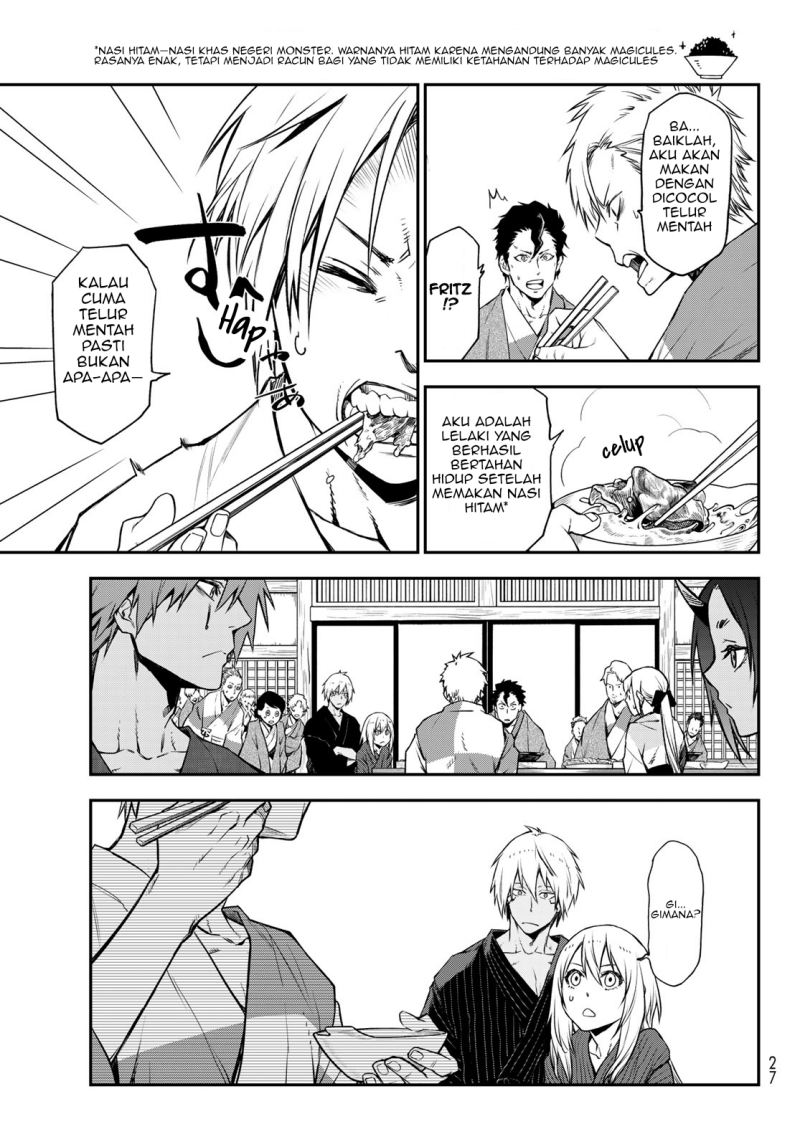 *NASI HITAM—NASI KHAS NEGERI MONSTER. WARNANYA HITAM KARENA MENGANDUNG BANYAK MAGICULES.
RASANYA ENAK, TETAPI MENJADI RACUN BAGI YANG TIDAK MEMILIKI KETAHANAN TERHADAP MAGICULES
BA...
BAIKLAH,
AKU AKAN
MAKAN
DENGAN
DICOCOL
TELUR
MENTAH
FRITZ
!?
celup
AKU ADALAH
LELAKI YANG
BERHASIL
BERTAHAN
HIDUP SETELAH
MEMAKAN NASI
HITAM*
Hap
KALAU
CUMA
TELUR
MENTAH
PASTI
BUKAN
APA-APA—
GI...
GIMANA?
27